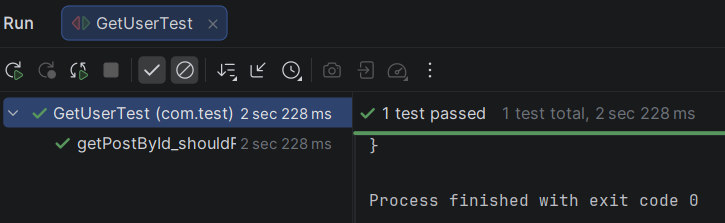 Run GetUserTest
GetUserTest (com.test) 2 sec 228 ms
getPostById_shouldR 2 sec 228 ms
1 test passed 1 test total, 2 sec 228 ms
}
Process finished with exit code 0